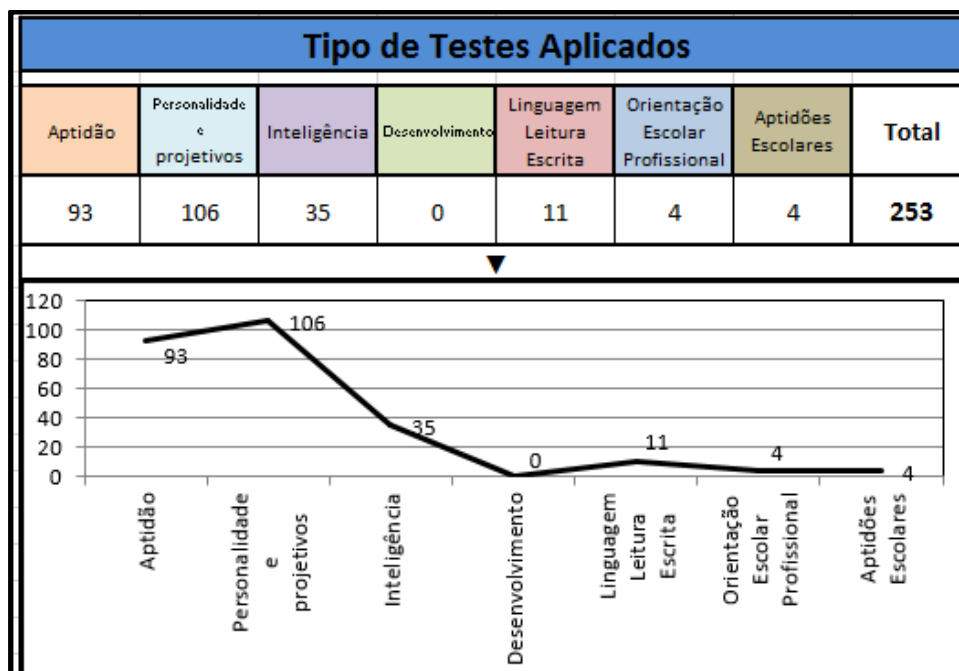 Tipo de Testes Aplicados
Aptidão
Personalidade
e
projetivos
Inteligência
Desenvolvimento
Linguagem
Leitura
Escrita
Orientação
Escolar
Profissional
Aptidões
Escolares
Total
93
106
35
0
11
4
4
253
▼
120
100
80
60
40
20
0
93
106
35
0
11
4
4
Aptidão
Personalidade
e
projetivos
Inteligência
Desenvolvimento
Linguagem
Leitura
Escrita
Orientação
Escolar
Profissional
Aptidões
Escolares